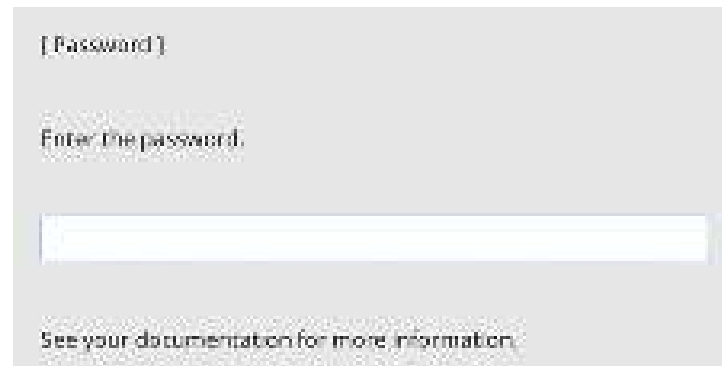 [ Password ]
Enter the password.
See your documentation for more information.